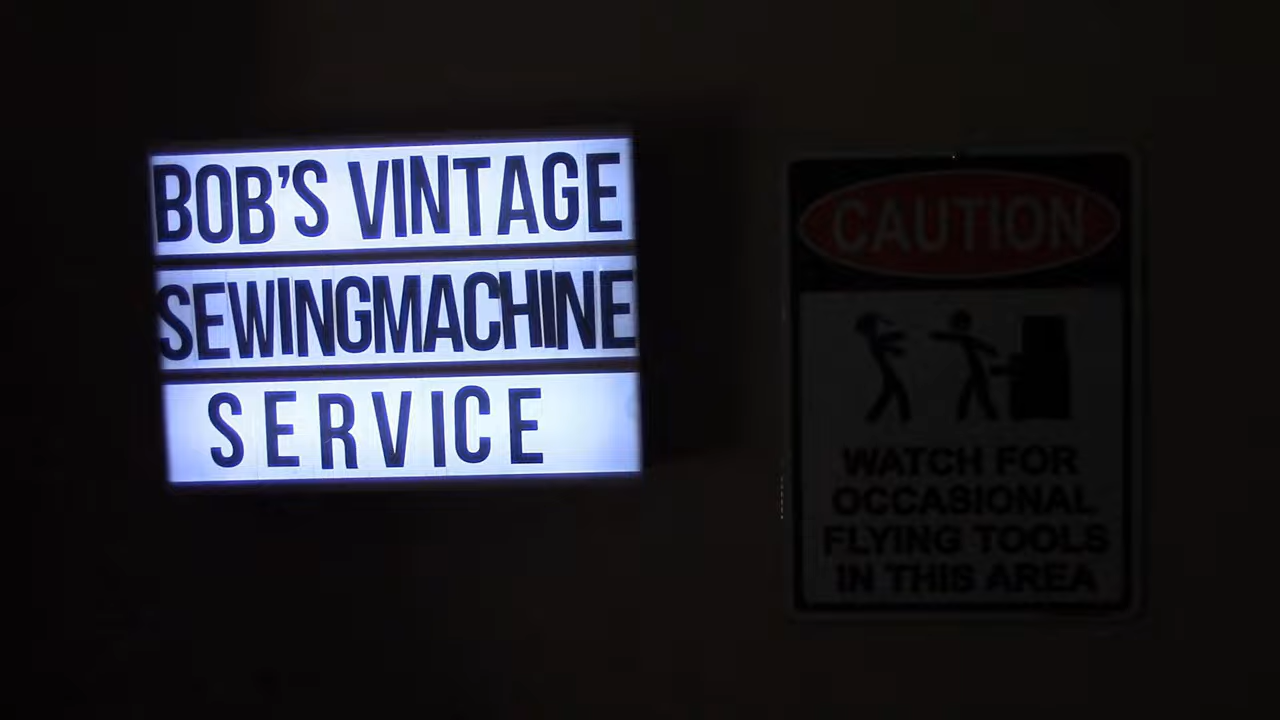 BOB'S VINTAGE
SEWINGMACHINE
SERVICE
CAUTION
WATCH FOR
OCCASIONAL
FLYING TOOLS
IN THIS AREA